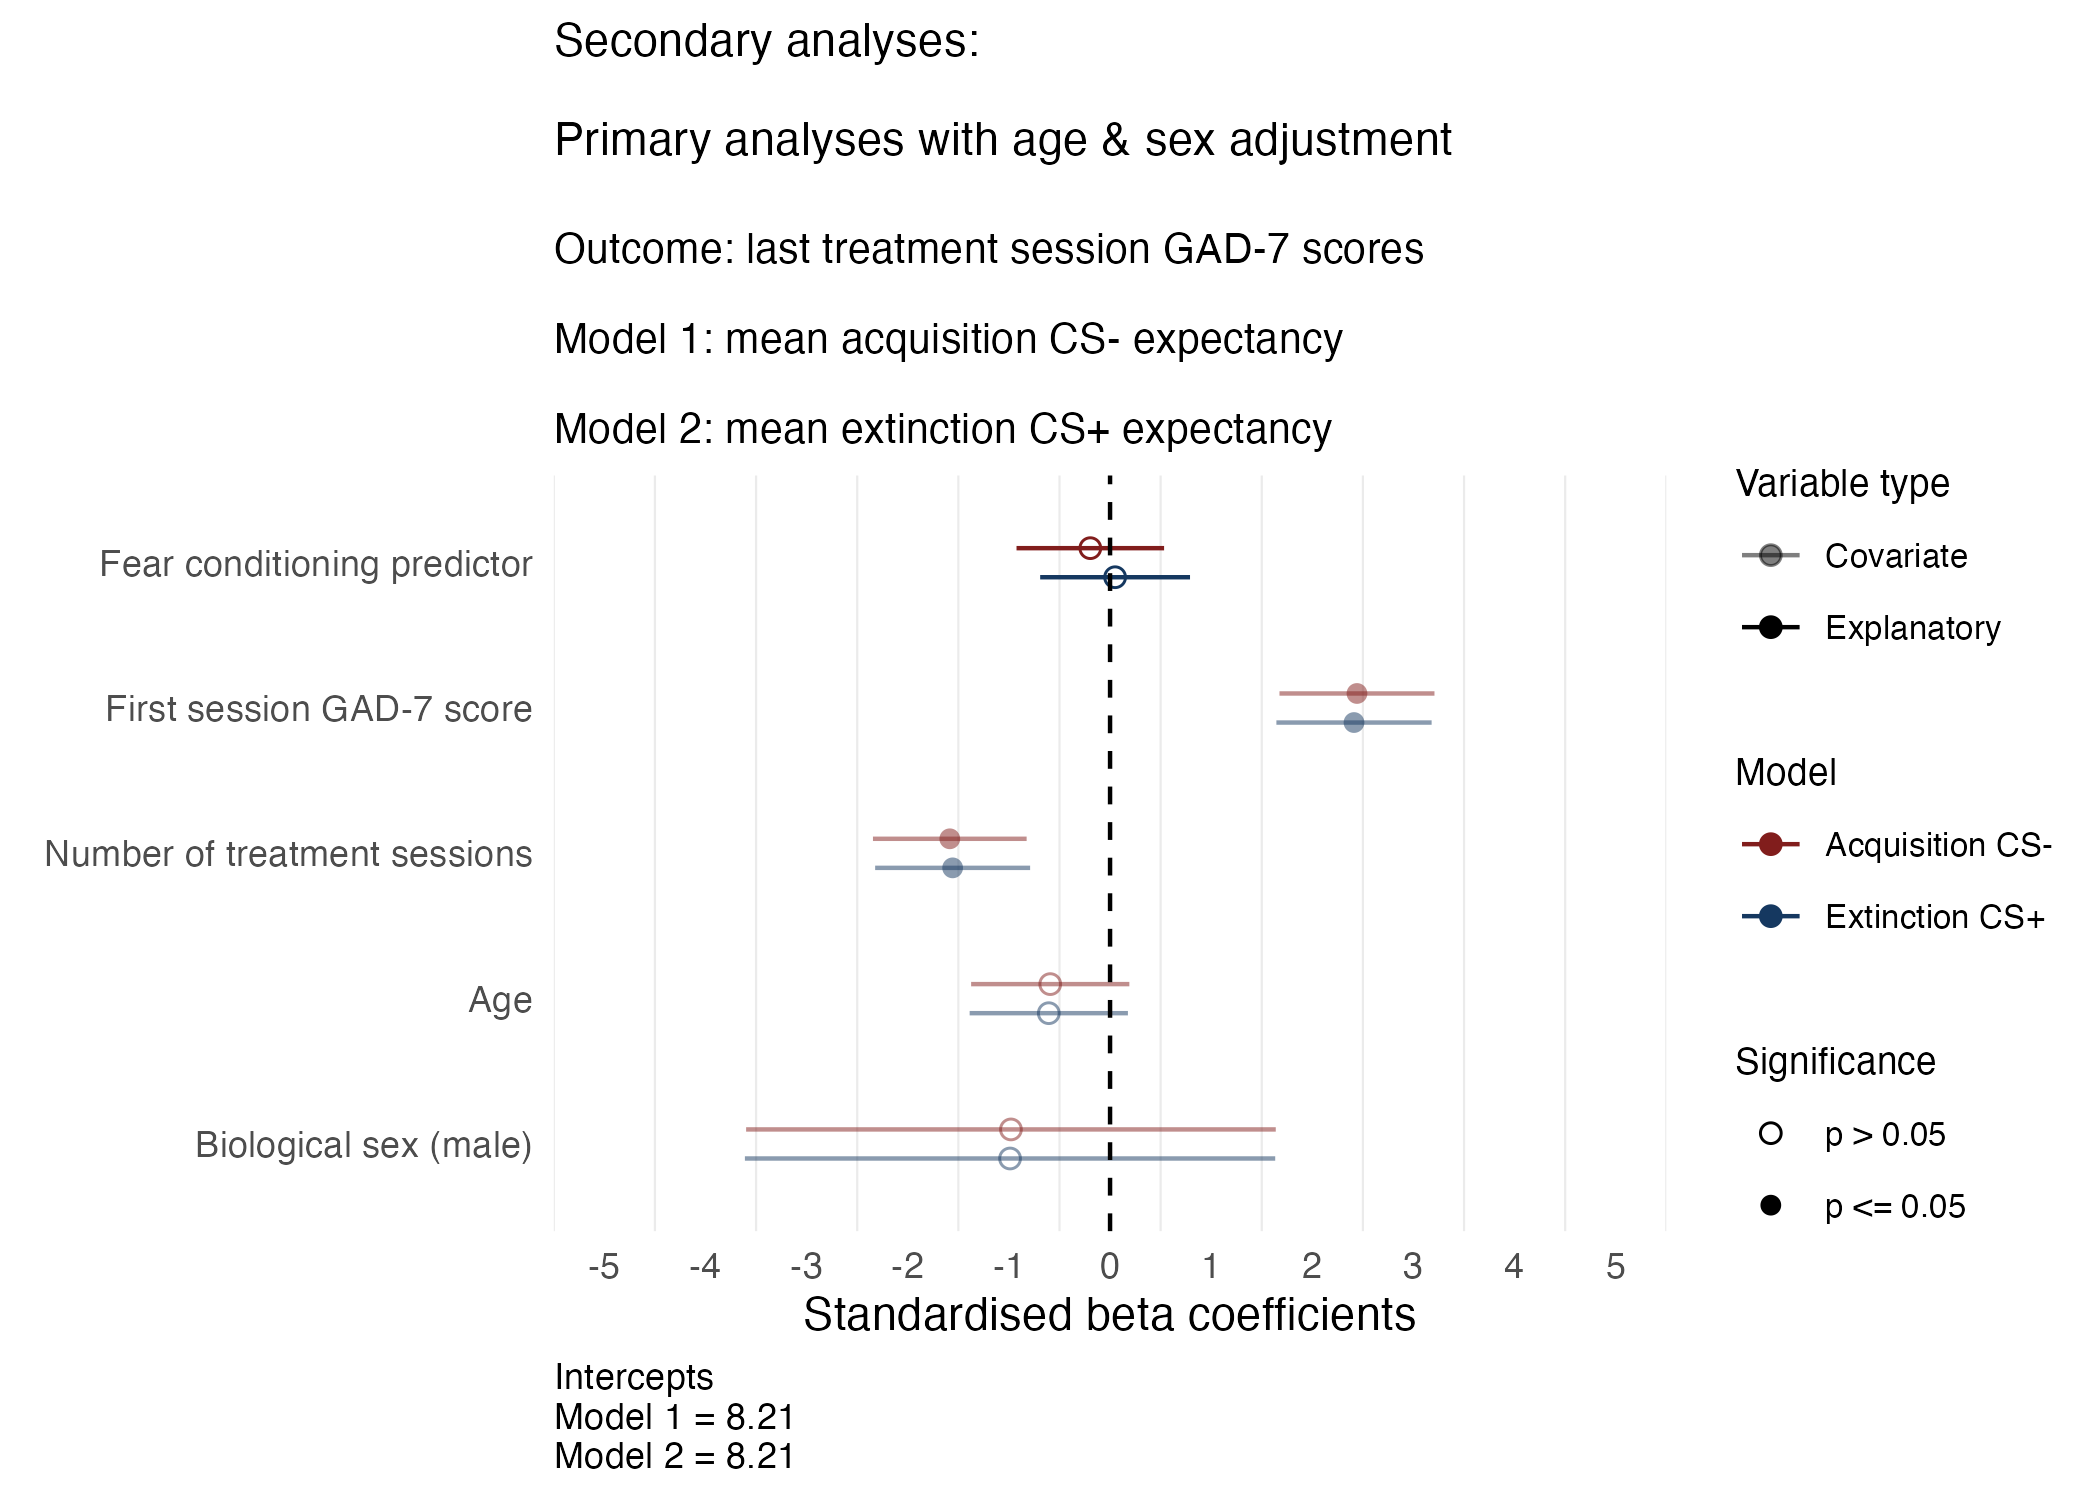 Secondary analyses:
Primary analyses with age & sex adjustment
Outcome: last treatment session GAD-7 scores
Model 1: mean acquisition CS- expectancy
Model 2: mean extinction CS+ expectancy
Fear conditioning predictor
First session GAD-7 score
Number of treatment sessions
Age
Biological sex (male)
-5 -4 -3 -2 -1 0 1 2 3 4 5
Standardised beta coefficients
Intercepts
Model 1 = 8.21
Model 2 = 8.21
Variable type
Covariate
Explanatory
Model
Acquisition CS-
Extinction CS+
Significance
p > 0.05
p <= 0.05